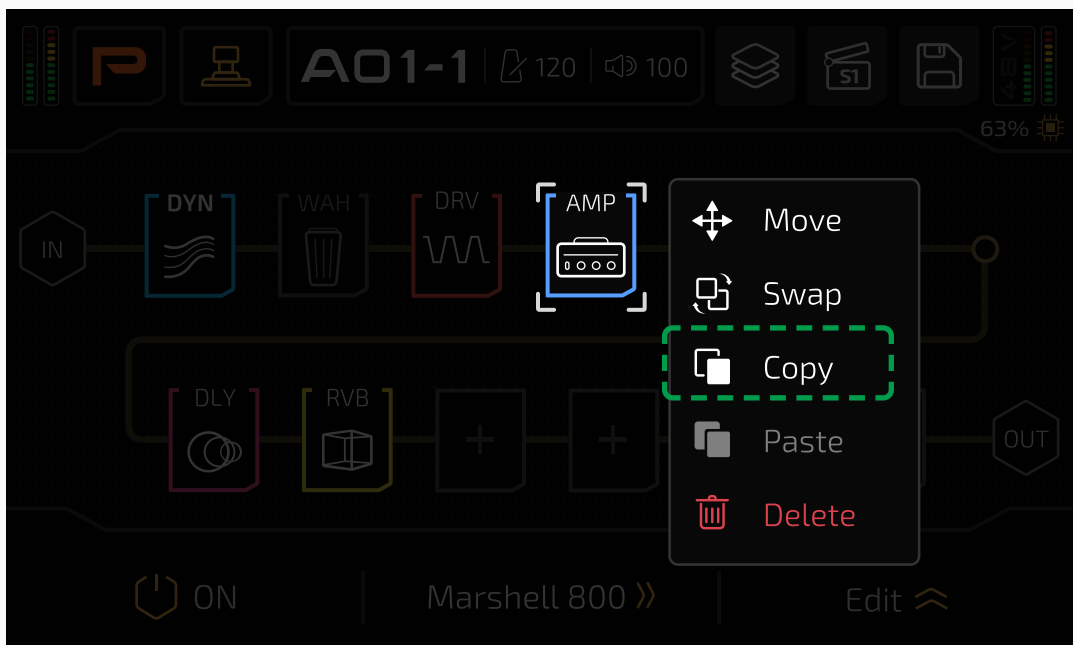 A01-1 120 100
S1
48V
63%
DYN WAH DRV AMP
IN
Move
Swap
Copy
Paste
Delete
DLY RVB
OUT
ON Marshell 800 Edit